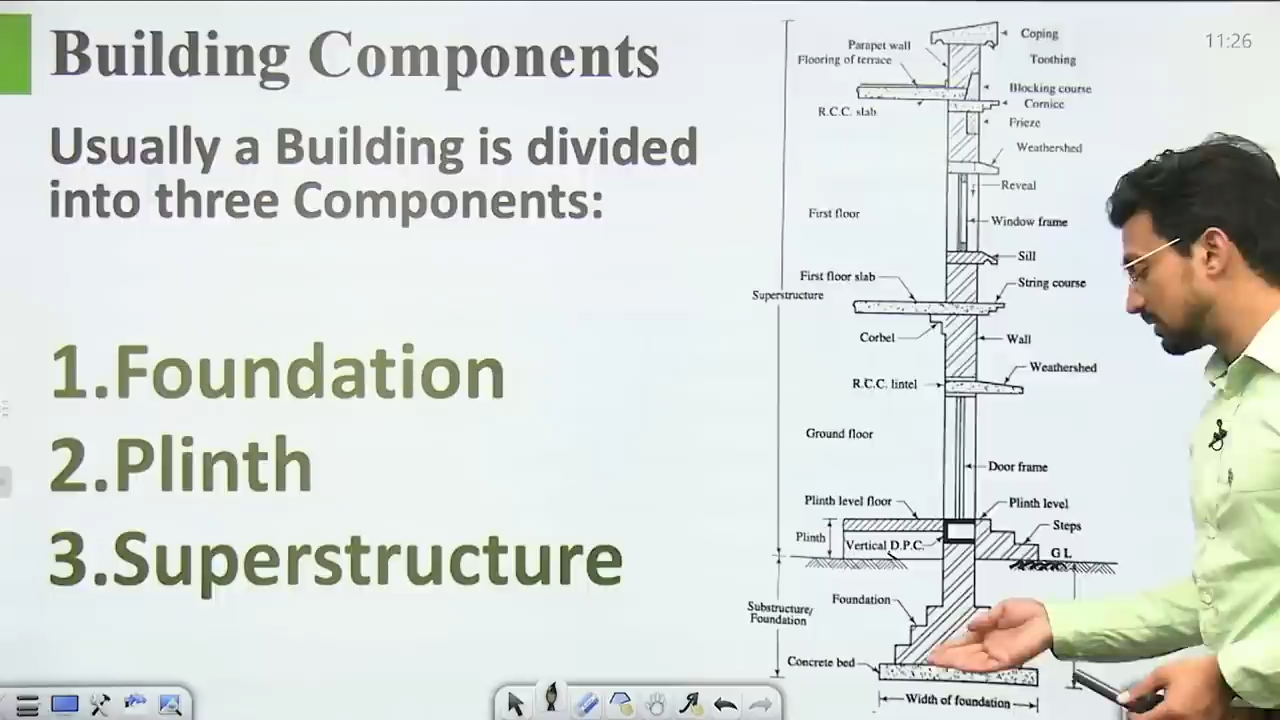 Building Components
11:26
Usually a Building is divided
into three Components:
1.Foundation
2.Plinth
3.Superstructure
Coping
Parapet wall
Flooring of terrace
Toothing
Blocking course
Cornice
R.C.C. slab
Frieze
Weathershed
Reveal
First floor
Window frame
Sill
First floor slab
String course
Superstructure
Corbel
Wall
Weathershed
R.C.C. lintel
Ground floor
Door frame
Plinth level floor
Plinth level
Steps
Plinth
Vertical D.P.C.
GL
Foundation
Substructure/
Foundation
Concrete bed
Width of foundation